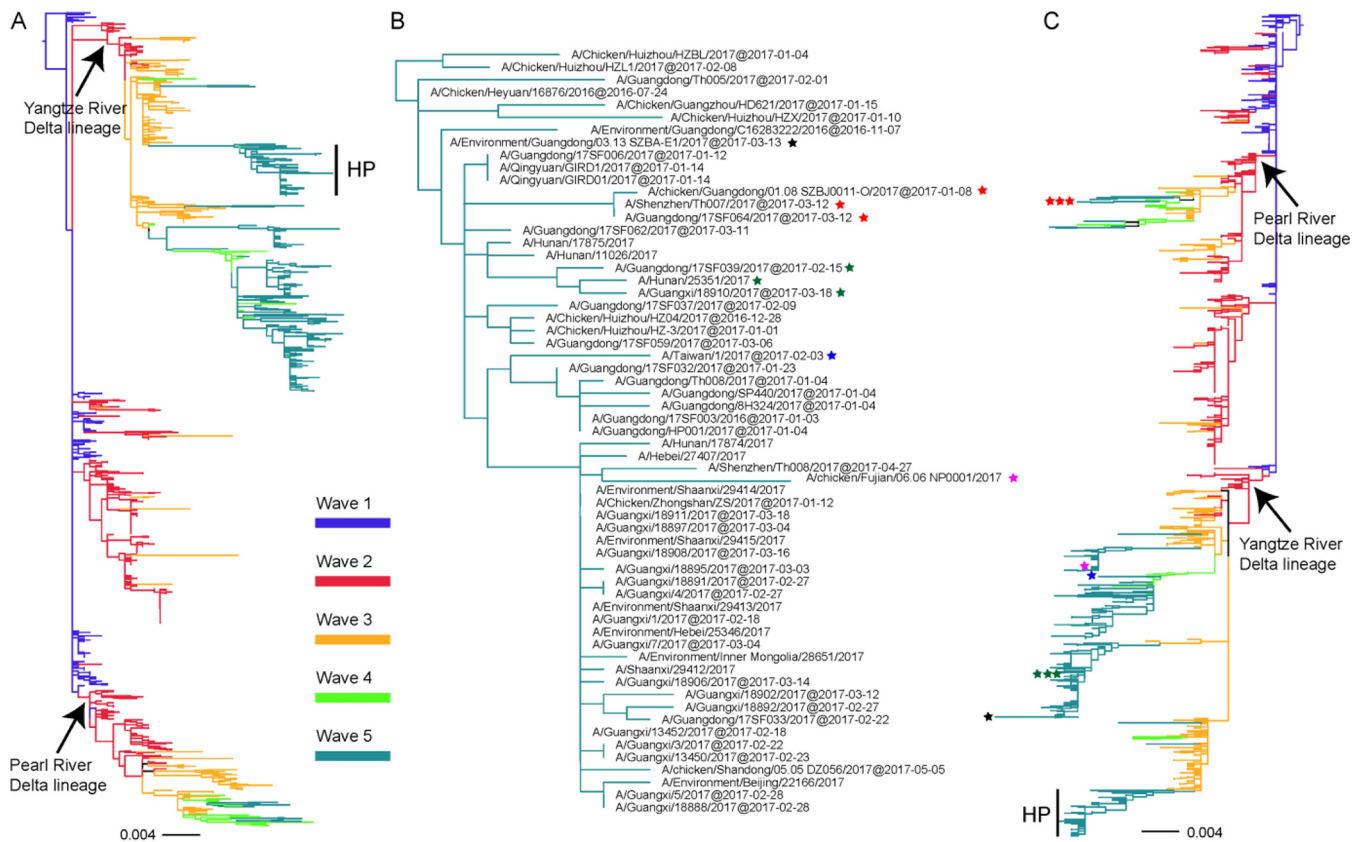 A
B
C
Yangtze River
Delta lineage
HP
Wave 1
Wave 2
Wave 3
Wave 4
Wave 5
Pearl River
Delta lineage
0.004
A/Chicken/Huizhou/HZBL/2017@2017-01-04
A/Chicken/Huizhou/HZL1/2017@2017-02-08
A/Guangdong/Th005/2017@2017-02-01
A/Chicken/Heyuan/16876/2016@2016-07-24
A/Chicken/Guangzhou/HD621/2017@2017-01-15
A/Chicken/Huizhou/HZX/2017@2017-01-10
A/Environment/Guangdong/C16283222/2016@2016-11-07
A/Environment/Guangdong/03.13 SZBA-E1/2017@2017-03-13
A/Guangdong/17SF006/2017@2017-01-12
A/Qingyuan/GIRD1/2017@2017-01-14
A/Qingyuan/GIRD01/2017@2017-01-14
A/chicken/Guangdong/01.08 SZBJ0011-O/2017@2017-01-08
A/Shenzhen/Th007/2017@2017-03-12
A/Guangdong/17SF064/2017@2017-03-12
A/Guangdong/17SF062/2017@2017-03-11
A/Hunan/17875/2017
A/Hunan/11026/2017
A/Guangdong/17SF039/2017@2017-02-15
A/Hunan/25351/2017
A/Guangxi/18910/2017@2017-03-18
A/Guangdong/17SF037/2017@2017-02-09
A/Chicken/Huizhou/HZ04/2017@2016-12-28
A/Chicken/Huizhou/HZ-3/2017@2017-01-01
A/Guangdong/17SF059/2017@2017-03-06
A/Taiwan/1/2017@2017-02-03
A/Guangdong/17SF032/2017@2017-01-23
A/Guangdong/Th008/2017@2017-01-04
A/Guangdong/SP440/2017@2017-01-04
A/Guangdong/8H324/2017@2017-01-04
A/Guangdong/17SF003/2016@2017-01-03
A/Guangdong/HP001/2017@2017-01-04
A/Hunan/17874/2017
A/Hebei/27407/2017
A/Shenzhen/Th008/2017@2017-04-27
A/chicken/Fujian/06.06 NP0001/2017
A/Environment/Shaanxi/29414/2017
A/Chicken/Zhongshan/ZS/2017@2017-01-12
A/Guangxi/18911/2017@2017-03-18
A/Guangxi/18897/2017@2017-03-04
A/Environment/Shaanxi/29415/2017
A/Guangxi/18908/2017@2017-03-16
A/Guangxi/18895/2017@2017-03-03
A/Guangxi/18891/2017@2017-02-27
A/Guangxi/4/2017@2017-02-27
A/Environment/Shaanxi/29413/2017
A/Guangxi/1/2017@2017-02-18
A/Environment/Hebei/25346/2017
A/Guangxi/7/2017@2017-03-04
A/Environment/Inner Mongolia/28651/2017
A/Shaanxi/29412/2017
A/Guangxi/18906/2017@2017-03-14
A/Guangxi/18902/2017@2017-03-12
A/Guangxi/18892/2017@2017-02-27
A/Guangdong/17SF033/2017@2017-02-22
A/Guangxi/13452/2017@2017-02-18
A/Guangxi/3/2017@2017-02-22
A/Guangxi/13450/2017@2017-02-23
A/chicken/Shandong/05.05 DZ056/2017@2017-05-05
A/Environment/Beijing/22166/2017
A/Guangxi/5/2017@2017-02-28
A/Guangxi/18888/2017@2017-02-28
Pearl River
Delta lineage
Yangtze River
Delta lineage
HP
0.004